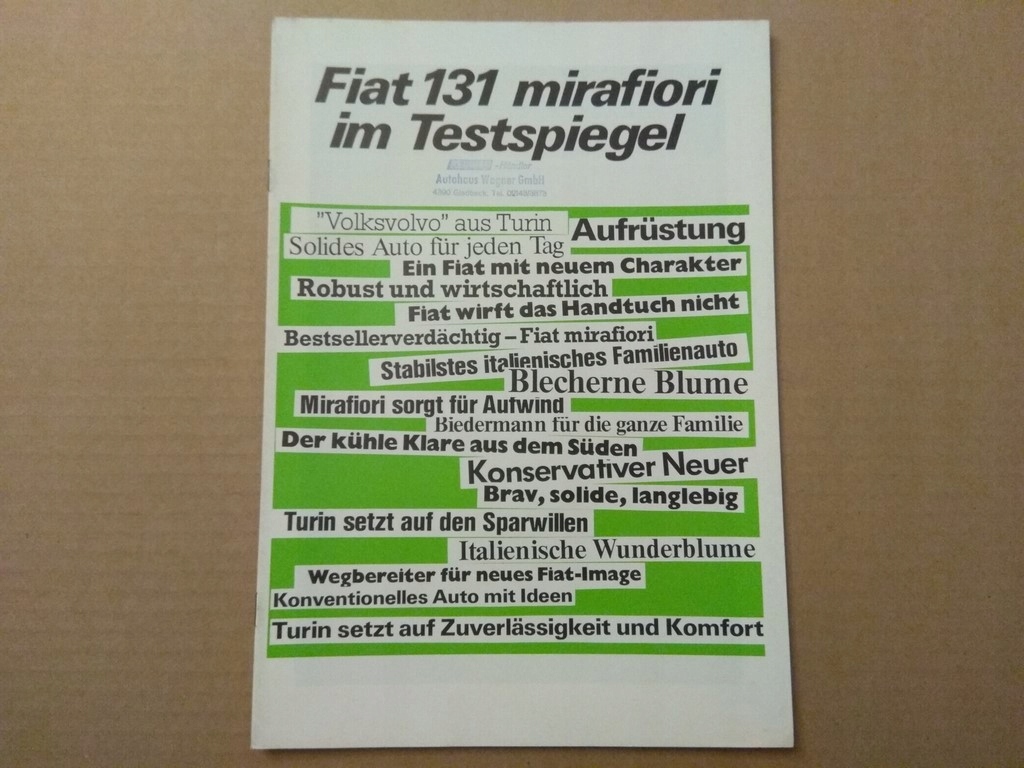 Fiat 131 mirafiori
im Testspiegel
Autohaus Wagner GmbH
"Volksvolvo" aus Turin
Aufrüstung
Solides Auto für jeden Tag
Ein Fiat mit neuem Charakter
Robust und wirtschaftlich
Fiat wirft das Handtuch nicht
Bestsellerverdächtig – Fiat mirafiori
Stabilstes italienisches Familienauto
Blecherne Blume
Mirafiori sorgt für Aufwind
Biedermann für die ganze Familie
Der kühle Klare aus dem Süden
Konservativer Neuer
Brav, solide, langlebig
Turin setzt auf den Sparwillen
Italienische Wunderblume
Wegbereiter für neues Fiat-Image
Konventionelles Auto mit Ideen
Turin setzt auf Zuverlässigkeit und Komfort